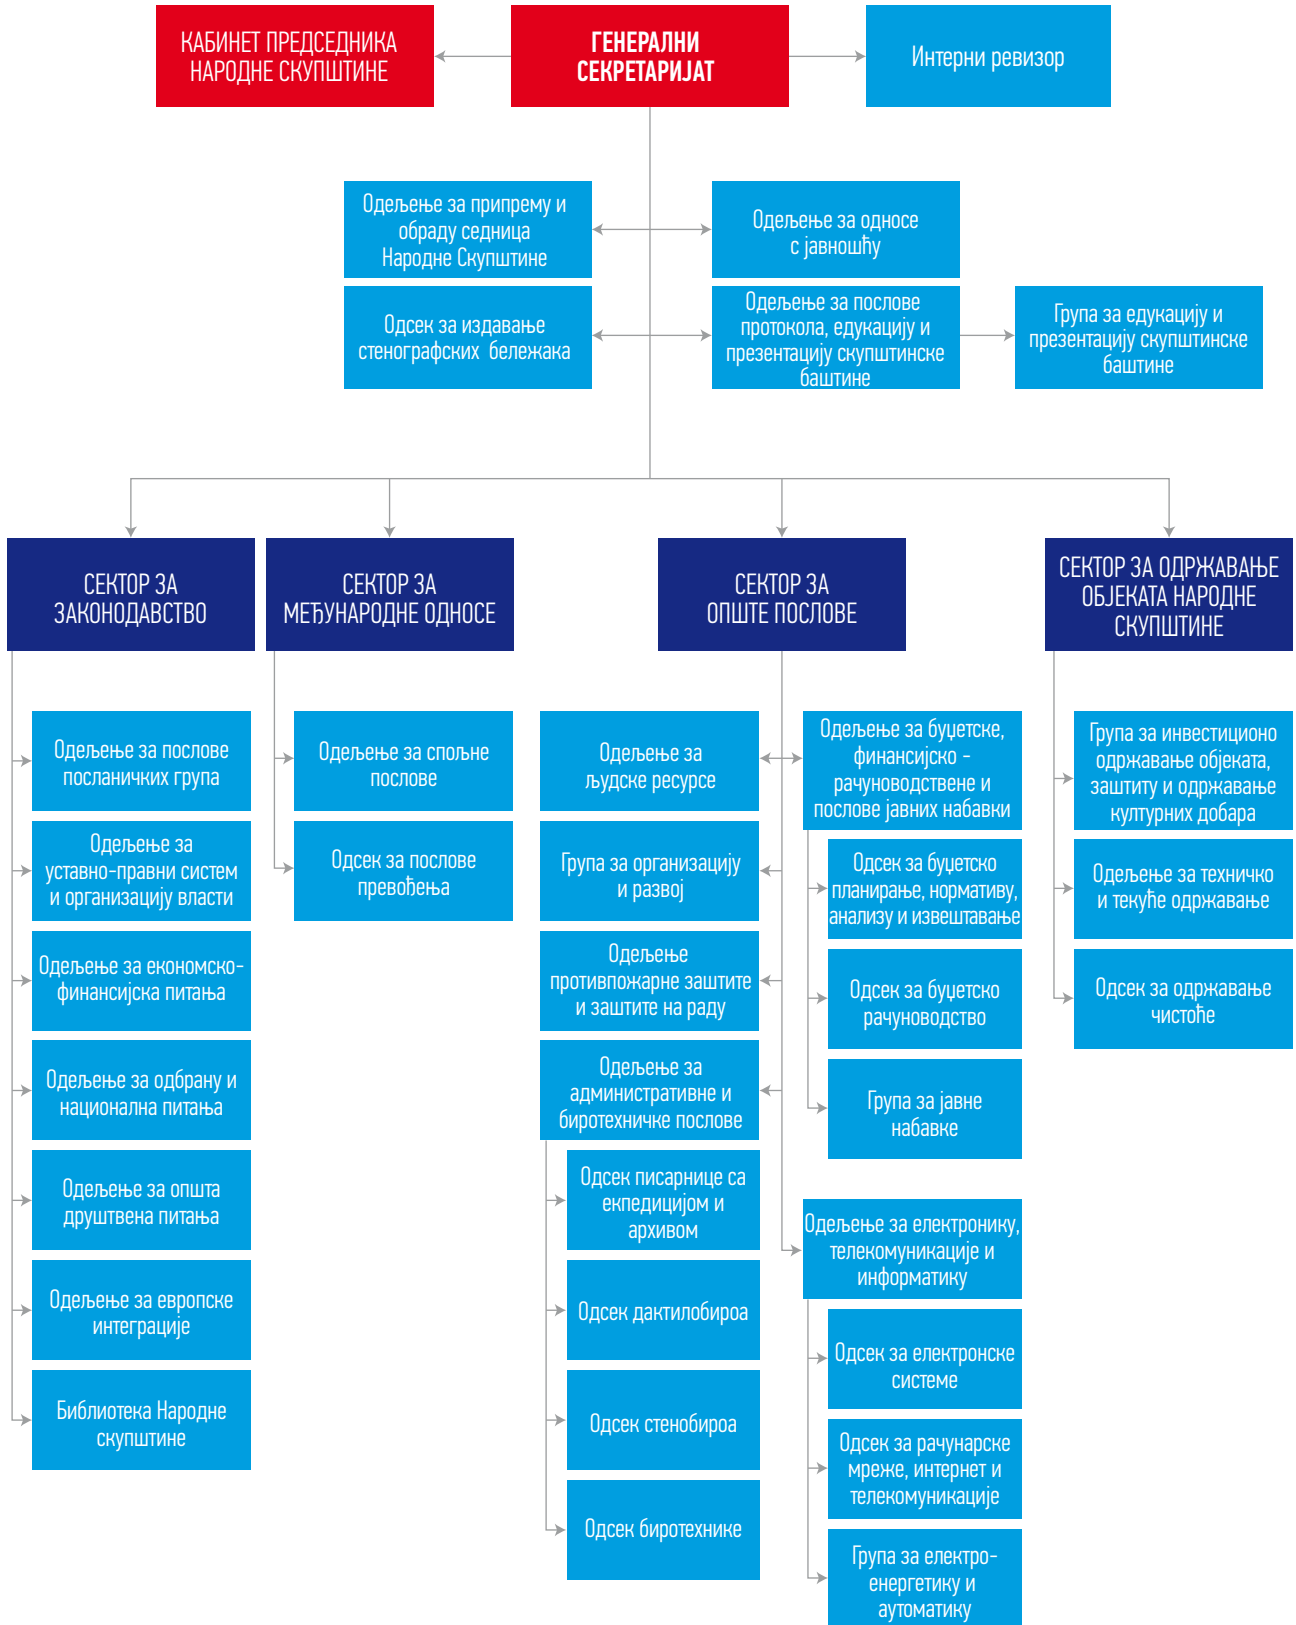 КАБИНЕТ ПРЕДСЕДНИКА
НАРОДНЕ СКУПШТИНЕ
ГЕНЕРАЛНИ
СЕКРЕТАРИЈАТ
Интерни ревизор
Одељење за припрему и
обраду седница
Народне Скупштине
Одељење за односе
с јавношћу
Одсек за издавање
стенографских бележака
Одељење за послове
протокола, едукацију и
презентацију скупштинске
баштине
Група за едукацију и
презентацију скупштинске
баштине
СЕКТОР ЗА
ЗАКОНОДАВСТВО
СЕКТОР ЗА
МЕЂУНАРОДНЕ ОДНОСЕ
СЕКТОР ЗА
ОПШТЕ ПОСЛОВЕ
СЕКТОР ЗА ОДРЖАВАЊЕ
ОБЈЕКАТА НАРОДНЕ
СКУПШТИНЕ
Одељење за послове
посланичких група
Одељење за
уставно-правни систем
и организацију власти
Одељење за економско-
финансијска питања
Одељење за одбрану и
национална питања
Одељење за општа
друштвена питања
Одељење за европске
интеграције
Библиотека Народне
скупштине
Одељење за спољне
послове
Одсек за послове
превођења
Одељење за
људске ресурсе
Група за организацију
и развој
Одељење
противпожарне заштите
и заштите на раду
Одељење за
административне и
биротехничке послове
Одсек писарнице са
екпедицијом и
архивом
Одсек дактилобироа
Одсек стенобироа
Одсек биротехнике
Одељење за буџетске,
финансијско -
рачуноводствене и
послове јавних набавки
Одсек за буџетско
планирање, нормативу,
анализу и извештавање
Одсек за буџетско
рачуноводство
Група за јавне
набавке
Одељење за електронику,
телекомуникације и
информатику
Одсек за електронске
системе
Одсек за рачунарске
мреже, интернет и
телекомуникације
Група за електро-
енергетику и
аутоматику
Група за инвестиционо
одржавање објеката,
заштиту и одржавање
културних добара
Одељење за техничко
и текуће одржавање
Одсек за одржавање
чистоће